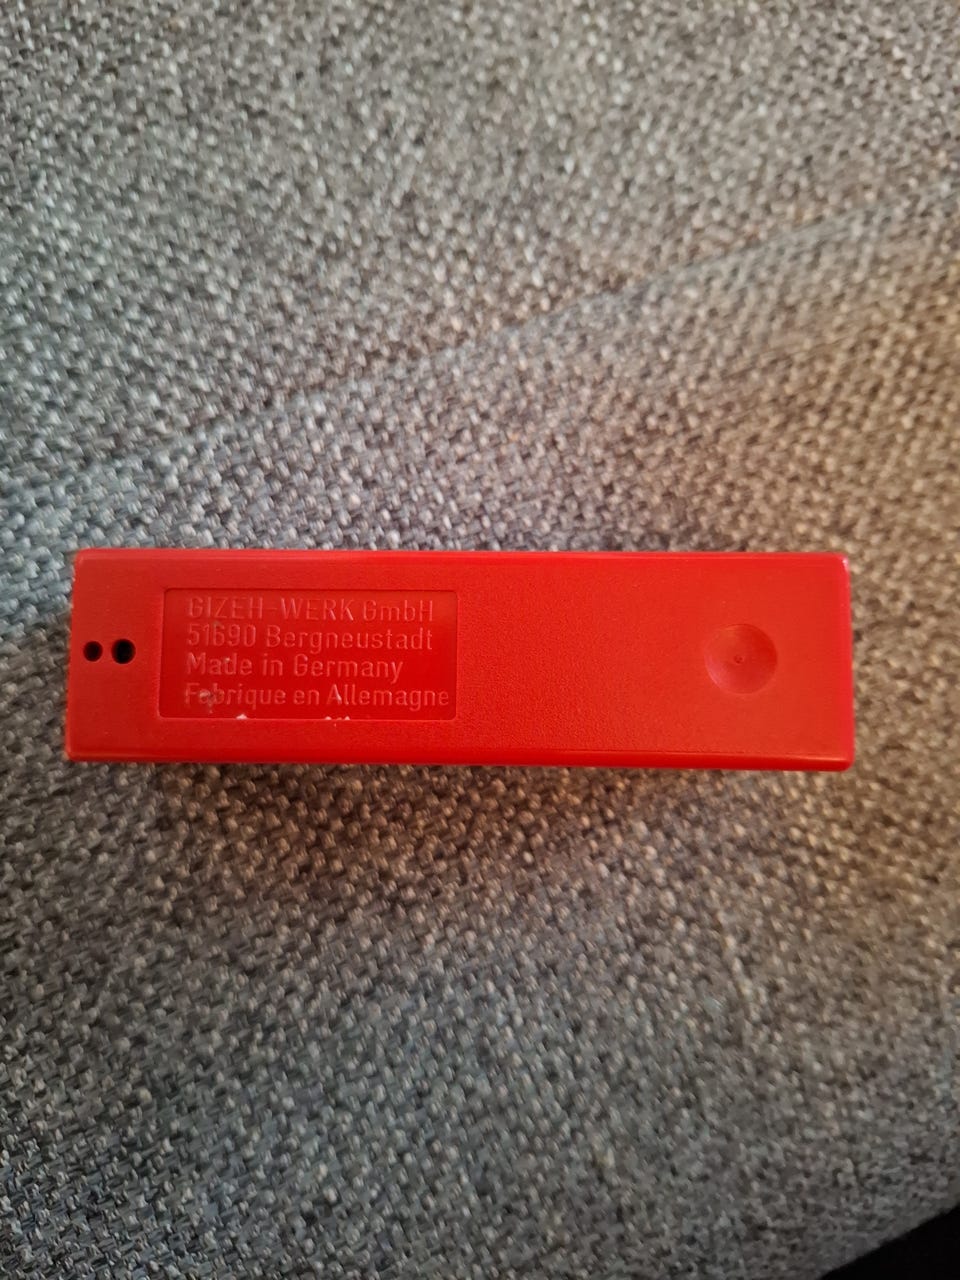 GIZEH-WERK GmbH
51690 Bergneustadt
Made in Germany
Fabrique en Allemagne